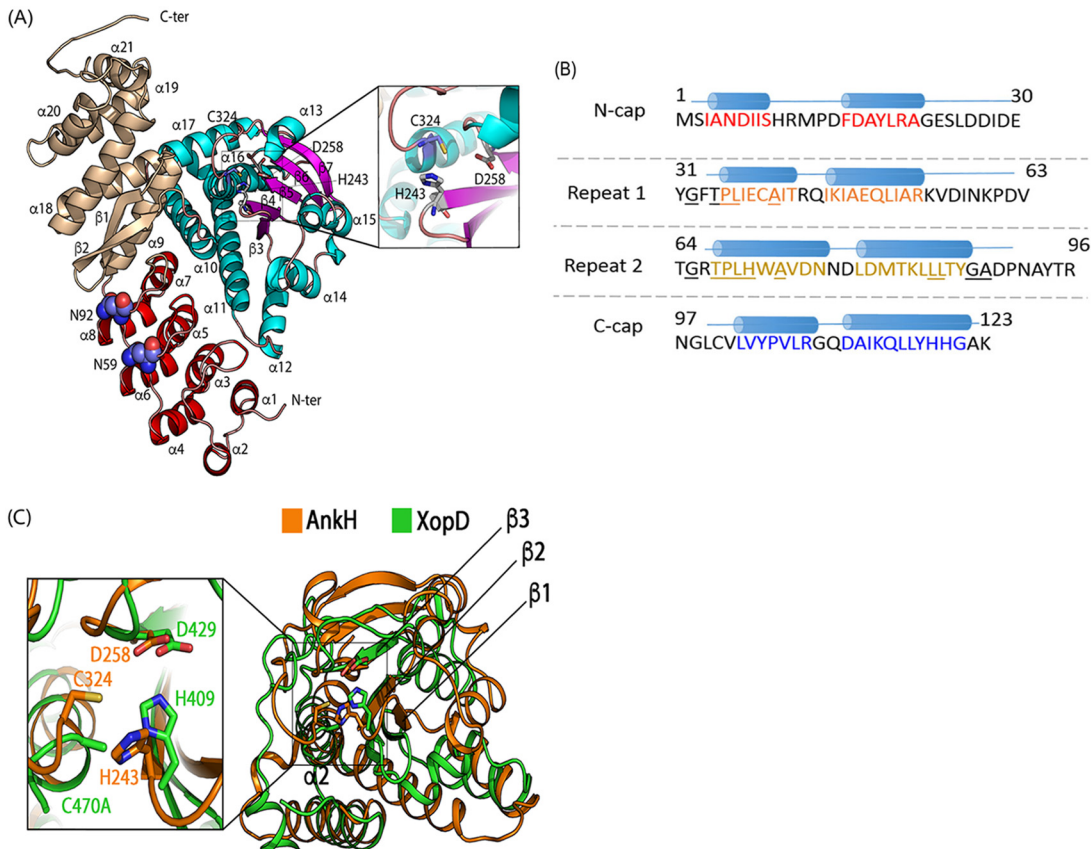 (A)
C-ter
α21
α19
α20
α17
C324
α13
D258
α16
β7
β6
H243
β5
β4
α18
β1
α15
β3
β2
α9
α10
α7
α14
α11
N92
α8
α5
α12
N59
α3
α6
α1
N-ter
α4
α2
C324
D258
H243
(B)
1 30
N-cap
MSIANDIISHRMPDFDAYLRAGESLDDIDE
31 63
Repeat 1
YGFTPLIECAITRQIKIAEQLIARKVDINKPDV
64 96
Repeat 2
TGRTPLHWAVDNNDLDMTKLLLTYGADPNAYTR
97 123
C-cap
NGLCVLVYPVLRGQDAIKQLLYHHGAK
(C)
AnkH XopD
β3
β2
β1
α2
D429
D258
C324
H409
H243
C470A